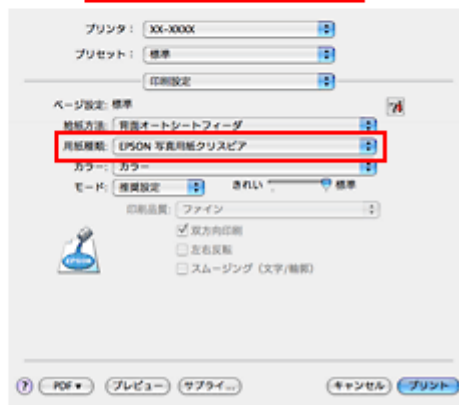 プリンタ： XX-XXXX
プリセット： 標準
印刷設定
ページ設定: 標準
給紙方法: 背面オートシートフィーダ
用紙種類: EPSON 写真用紙クリスピア
カラー: カラー
モード: 推奨設定 きれい 標準
印刷品質: ファイン
双方向印刷
左右反転
スムージング（文字/輪郭）
EPSON
? PDF▼ プレビュー サプライ... キャンセル プリント